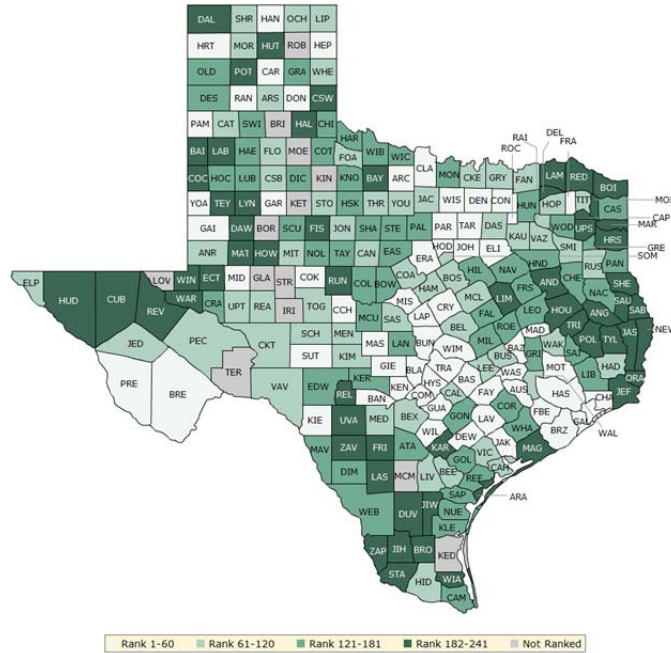 DAL SHR HAN OCH LIP
HRT MOR HUT ROB HEP
OLD POT CAR GRA WHE
DES RAN ARS DON CSW
PAM CAT SWI BRI HAL CHI
HAR
RAI DEL
ROC FRA
BAI LAB HAE FLO MOE COT FOA WIB WIC CLA
MON CKE GRY FAN LAM RED BOI
COC HOC LUB CSB DIC KIN KNO BAY ARC
HUN HOP TIT CAS
YOA TEY LYN GAR KET STO HSK THR YOU JAC WIS DEN CON
CAP
MAR
GAI DAW BOR SCU FIS JON SHA STE PAL PAR TAR DAS KAU VAZ WOD UPS HRS
GRE
ANR MAT HOW MIT NOL TAY CAN EAS ERA HOD JOH ELI SMI RUS PAN SOM
ELP HUD CUB LOV WIN ECT MID GLA STR COK RUN COL BOW COA HAM BOS HIL NAV HND AND CHE SHE
REV WAR CRA UPT REA IRI TOG CCH MCU MIS LAP CRY MCL LIM FRS NAC SAU SAB
FAL LEO HOU ANG NEW
JED PEC CKT SCH MEN SAS LAN BUN BEL MIL ROE MAD TRI POL TYL JAS
TER SUT KIM MAS GIE BLA WIM TRA BUS BAZ GRI WAK SAJ LIB HAD ORA
PRE BRE VAV EDW KER KEN HYS BAS LEE WAS MOT HAS CHA JEF
REL BAN COM CAL FAY AUS FBE GAL
KIE UVA MED BEX GUA GON LAV COR WHA BRZ WAL
WIL DEW JAK MAG
MAV ZAV FRI ATA KAR VIC CAH
DIM LAS MCM LIV BEE GOL REE
ARA
WEB DUV JIW SAP NUE
KLE
ZAP JIH BRO KED
STA HID WIA
CAM
Rank 1-60 Rank 61-120 Rank 121-181 Rank 182-241 Not Ranked